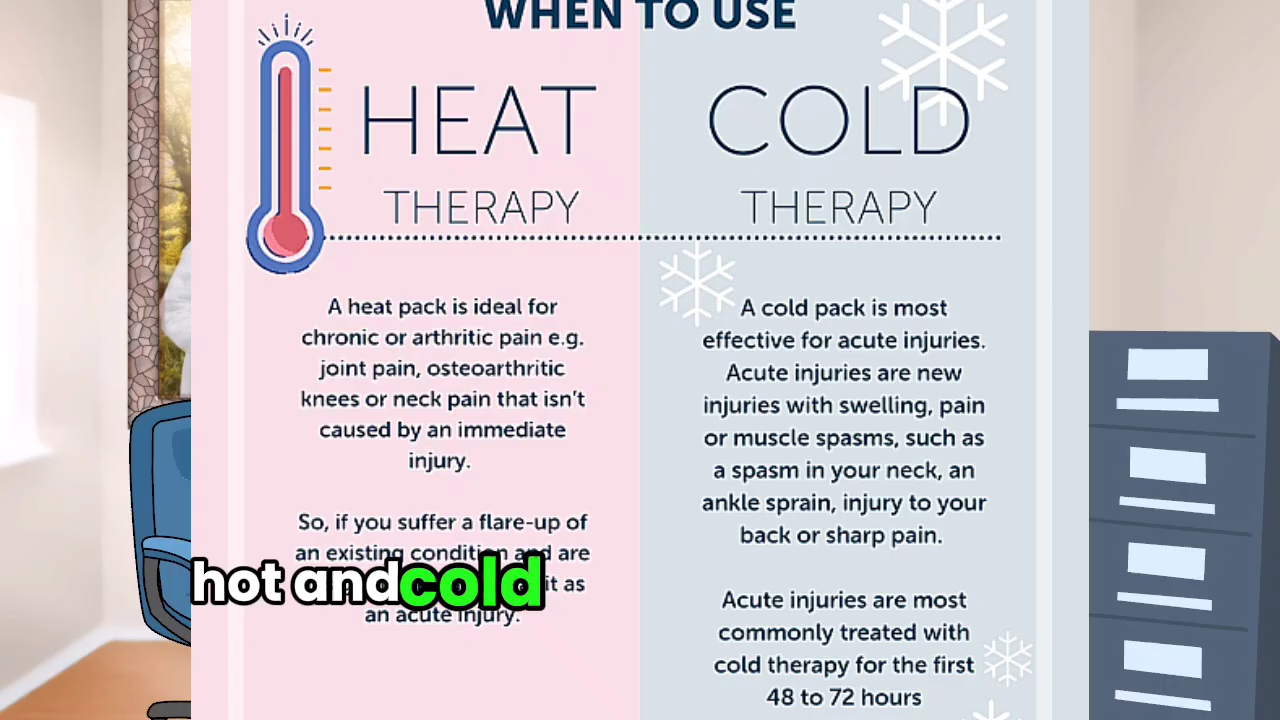 WHEN TO USE
HEAT
THERAPY
A heat pack is ideal for
chronic or arthritic pain e.g.
joint pain, osteoarthritic
knees or neck pain that isn't
caused by an immediate
injury.
So, if you suffer a flare-up of
an existing condition and are
it as
an acute injury.
COLD
THERAPY
A cold pack is most
effective for acute injuries.
Acute injuries are new
injuries with swelling, pain
or muscle spasms, such as
a spasm in your neck, an
ankle sprain, injury to your
back or sharp pain.
Acute injuries are most
commonly treated with
cold therapy for the first
48 to 72 hours
hot and cold